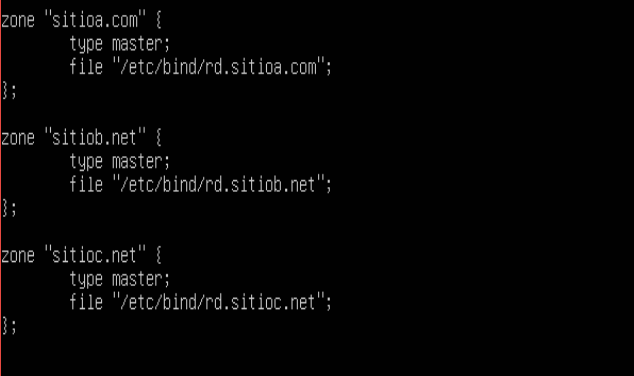 zone "sitioa.com" {
        type master;
        file "/etc/bind/rd.sitioa.com";
};

zone "sitiob.net" {
        type master;
        file "/etc/bind/rd.sitiob.net";
};

zone "sitioc.net" {
        type master;
        file "/etc/bind/rd.sitioc.net";
};